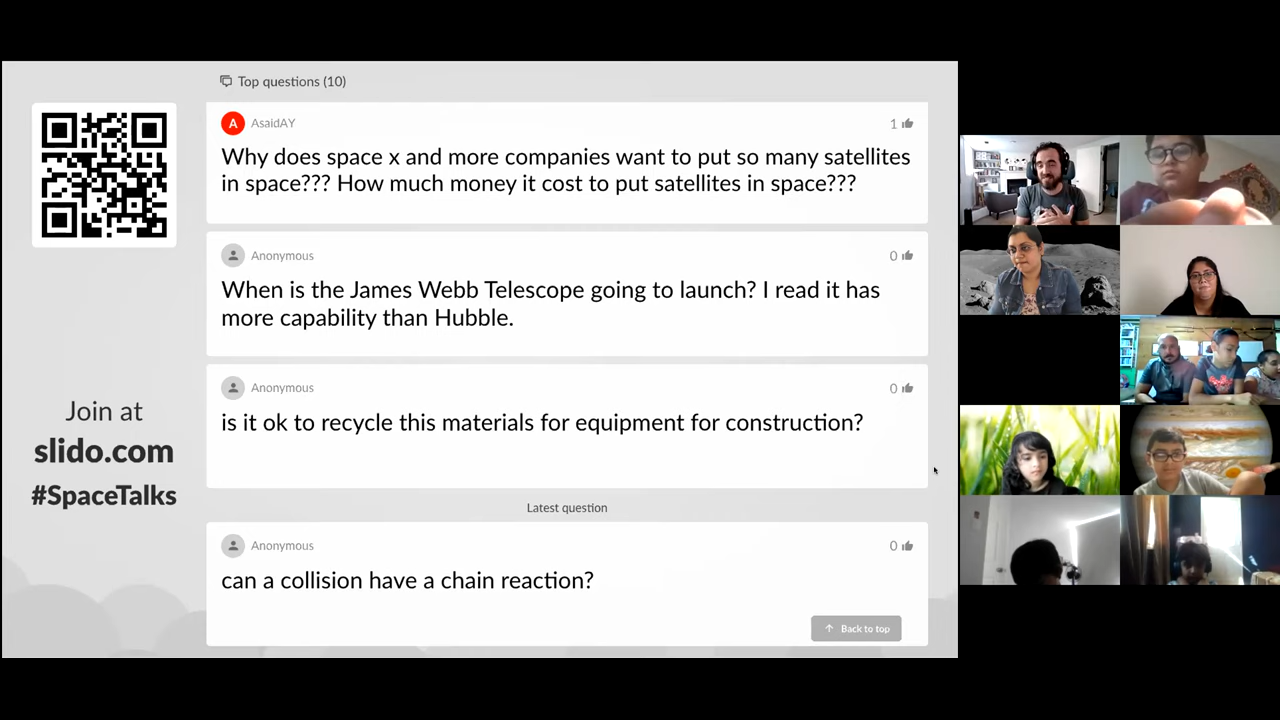 Top questions (10)
A AsaidAY
1
Why does space x and more companies want to put so many satellites
in space??? How much money it cost to put satellites in space???
Anonymous
0
When is the James Webb Telescope going to launch? I read it has
more capability than Hubble.
Anonymous
0
is it ok to recycle this materials for equipment for construction?
Join at
slido.com
#SpaceTalks
Latest question
Anonymous
0
can a collision have a chain reaction?
Back to top